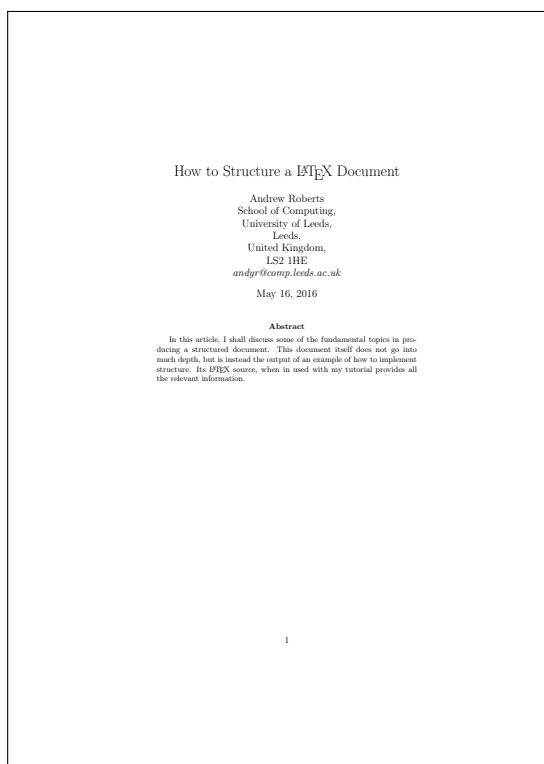 How to Structure a LATEX Document
Andrew Roberts
School of Computing,
University of Leeds,
Leeds,
United Kingdom,
LS2 1HE
andyr@comp.leeds.ac.uk
May 16, 2016
Abstract
In this article, I shall discuss some of the fundamental topics in pro-
ducing a structured document. This document itself does not go into
much depth, but is instead the output of an example of how to implement
structure. Its LATEX source, when in used with my tutorial provides all
the relevant information.
1